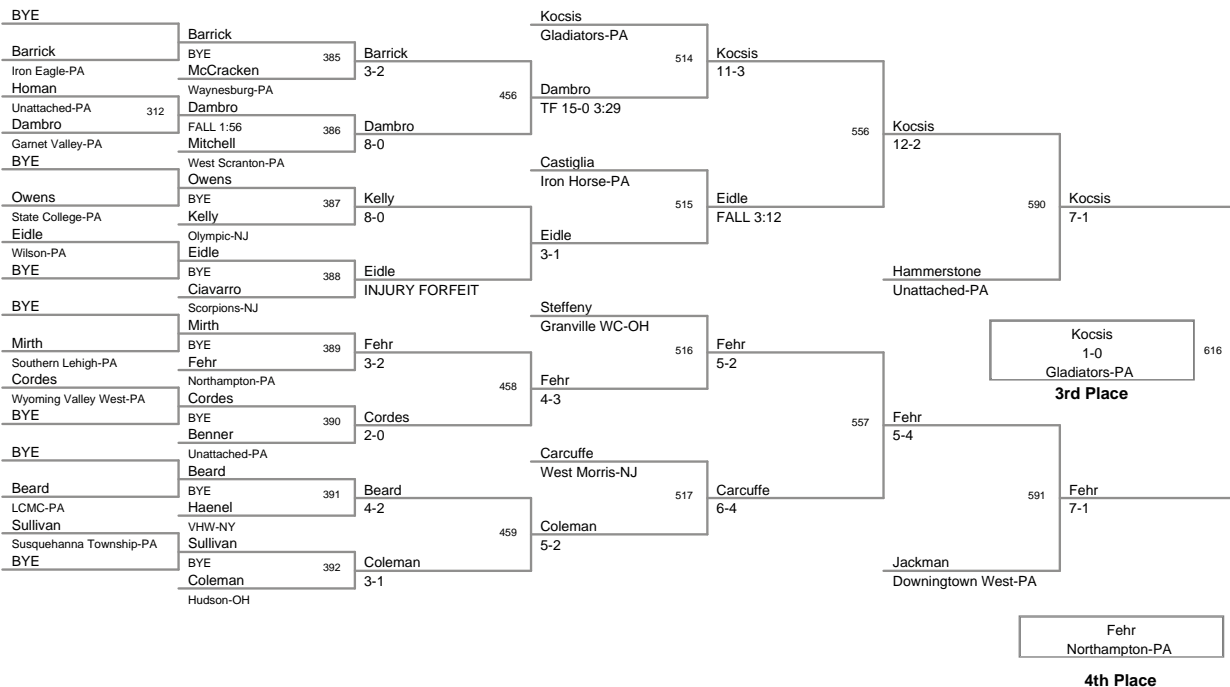 BYE
Barrick
Iron Eagle-PA
Homan
Unattached-PA
312
Dambro
Garnet Valley-PA
BYE
Owens
State College-PA
Eidle
Wilson-PA
BYE
BYE
Mirth
Southern Lehigh-PA
Cordes
Wyoming Valley West-PA
BYE
BYE
Beard
LCMC-PA
Sullivan
Susquehanna Township-PA
BYE
Barrick
BYE
385
McCracken
Waynesburg-PA
Dambro
FALL 1:56
386
Mitchell
West Scranton-PA
Owens
BYE
387
Kelly
Olympic-NJ
Eidle
BYE
388
Ciavarro
Scorpions-NJ
Mirth
BYE
389
Fehr
Northampton-PA
Cordes
BYE
390
Benner
Unattached-PA
Beard
BYE
391
Haenel
VHW-NY
Sullivan
BYE
392
Coleman
Hudson-OH
Barrick
3-2
456
Dambro
8-0
Kelly
8-0
Eidle
INJURY FORFEIT
Fehr
3-2
458
Cordes
2-0
Beard
4-2
459
Coleman
3-1
Kocsis
Gladiators-PA
514
Dambro
TF 15-0 3:29
Castiglia
Iron Horse-PA
515
Eidle
3-1
Steffeny
Granville WC-OH
516
Fehr
4-3
Carcuffe
West Morris-NJ
517
Coleman
5-2
Kocsis
11-3
556
Eidle
FALL 3:12
Fehr
5-2
557
Carcuffe
6-4
Kocsis
12-2
590
Hammerstone
Unattached-PA
Fehr
5-4
591
Jackman
Downingtown West-PA
Kocsis
7-1
Kocsis
1-0
Gladiators-PA
616
3rd Place
Fehr
7-1
Fehr
Northampton-PA
4th Place